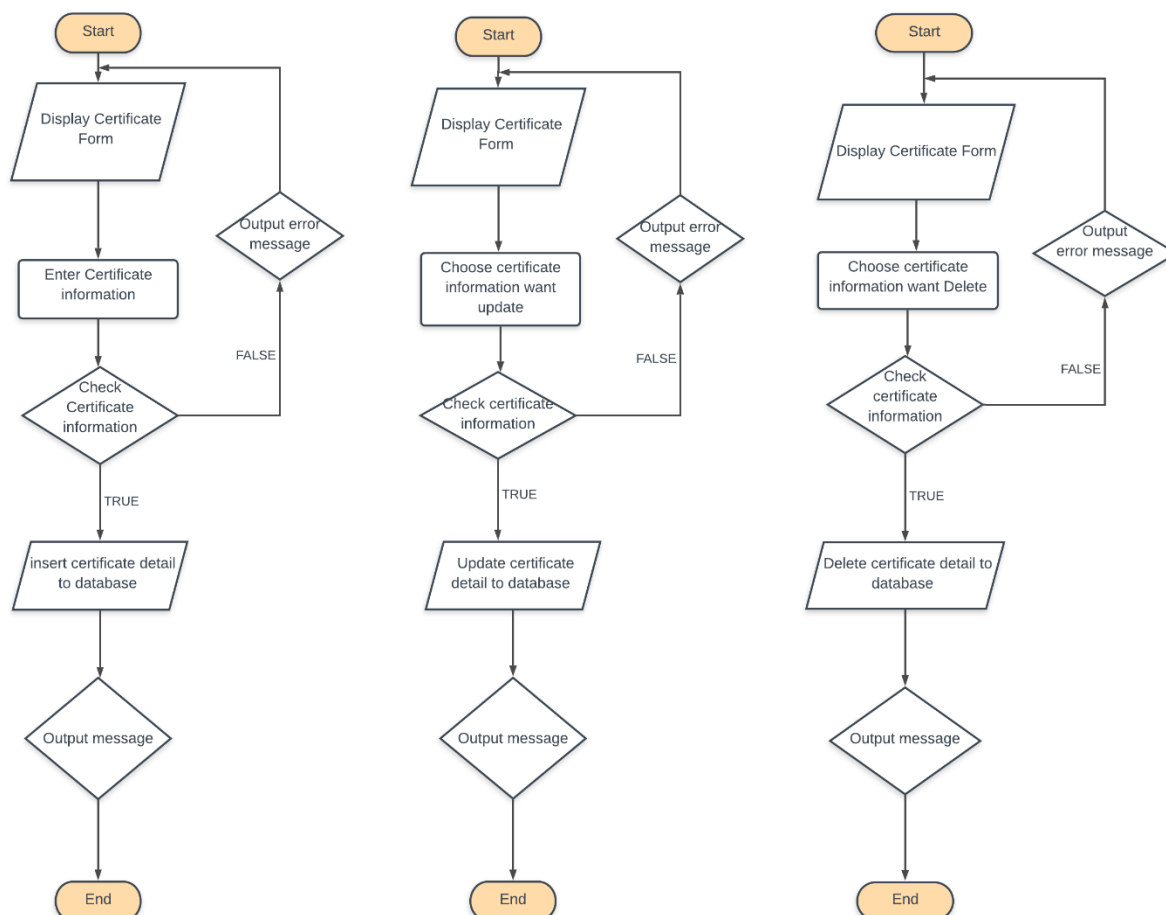 Start
Display Certificate
Form
Output error
message
Enter Certificate
information
FALSE
Check
Certificate
information
TRUE
insert certificate detail
to database
Output message
End
Start
Display Certificate
Form
Output error
message
Choose certificate
information want
update
FALSE
Check certificate
information
TRUE
Update certificate
detail to database
Output message
End
Start
Display Certificate Form
Output
error message
Choose certificate
information want Delete
FALSE
Check
certificate
information
TRUE
Delete certificate detail to
database
Output message
End